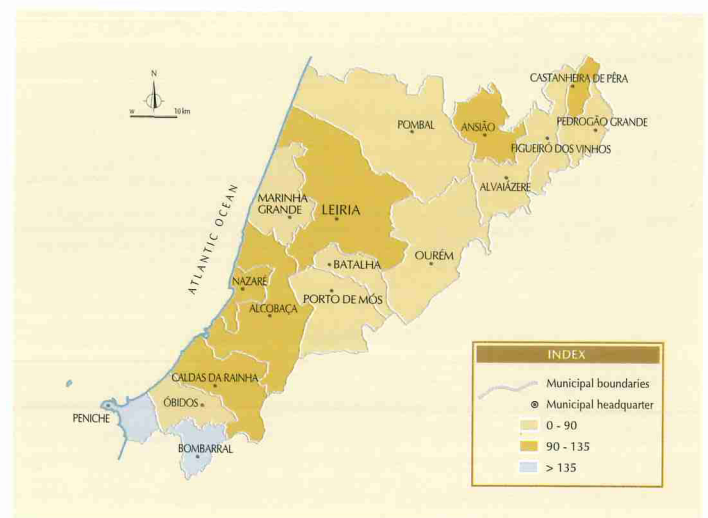 N
W
10 km
ATLANTIC OCEAN
CASTANHEIRA DE PÊRA
POMBAL
ANSIÃO
PEDROGÃO GRANDE
FIGUEIRÓ DOS VINHOS
ALVAIÁZERE
MARINHA
GRANDE
LEIRIA
OURÉM
BATALHA
NAZARÉ
PORTO DE MÓS
ALCOBAÇA
CALDAS DA RAINHA
ÓBIDOS
PENICHE
BOMBARRAL
INDEX
Municipal boundaries
Municipal headquarter
0 - 90
90 - 135
> 135